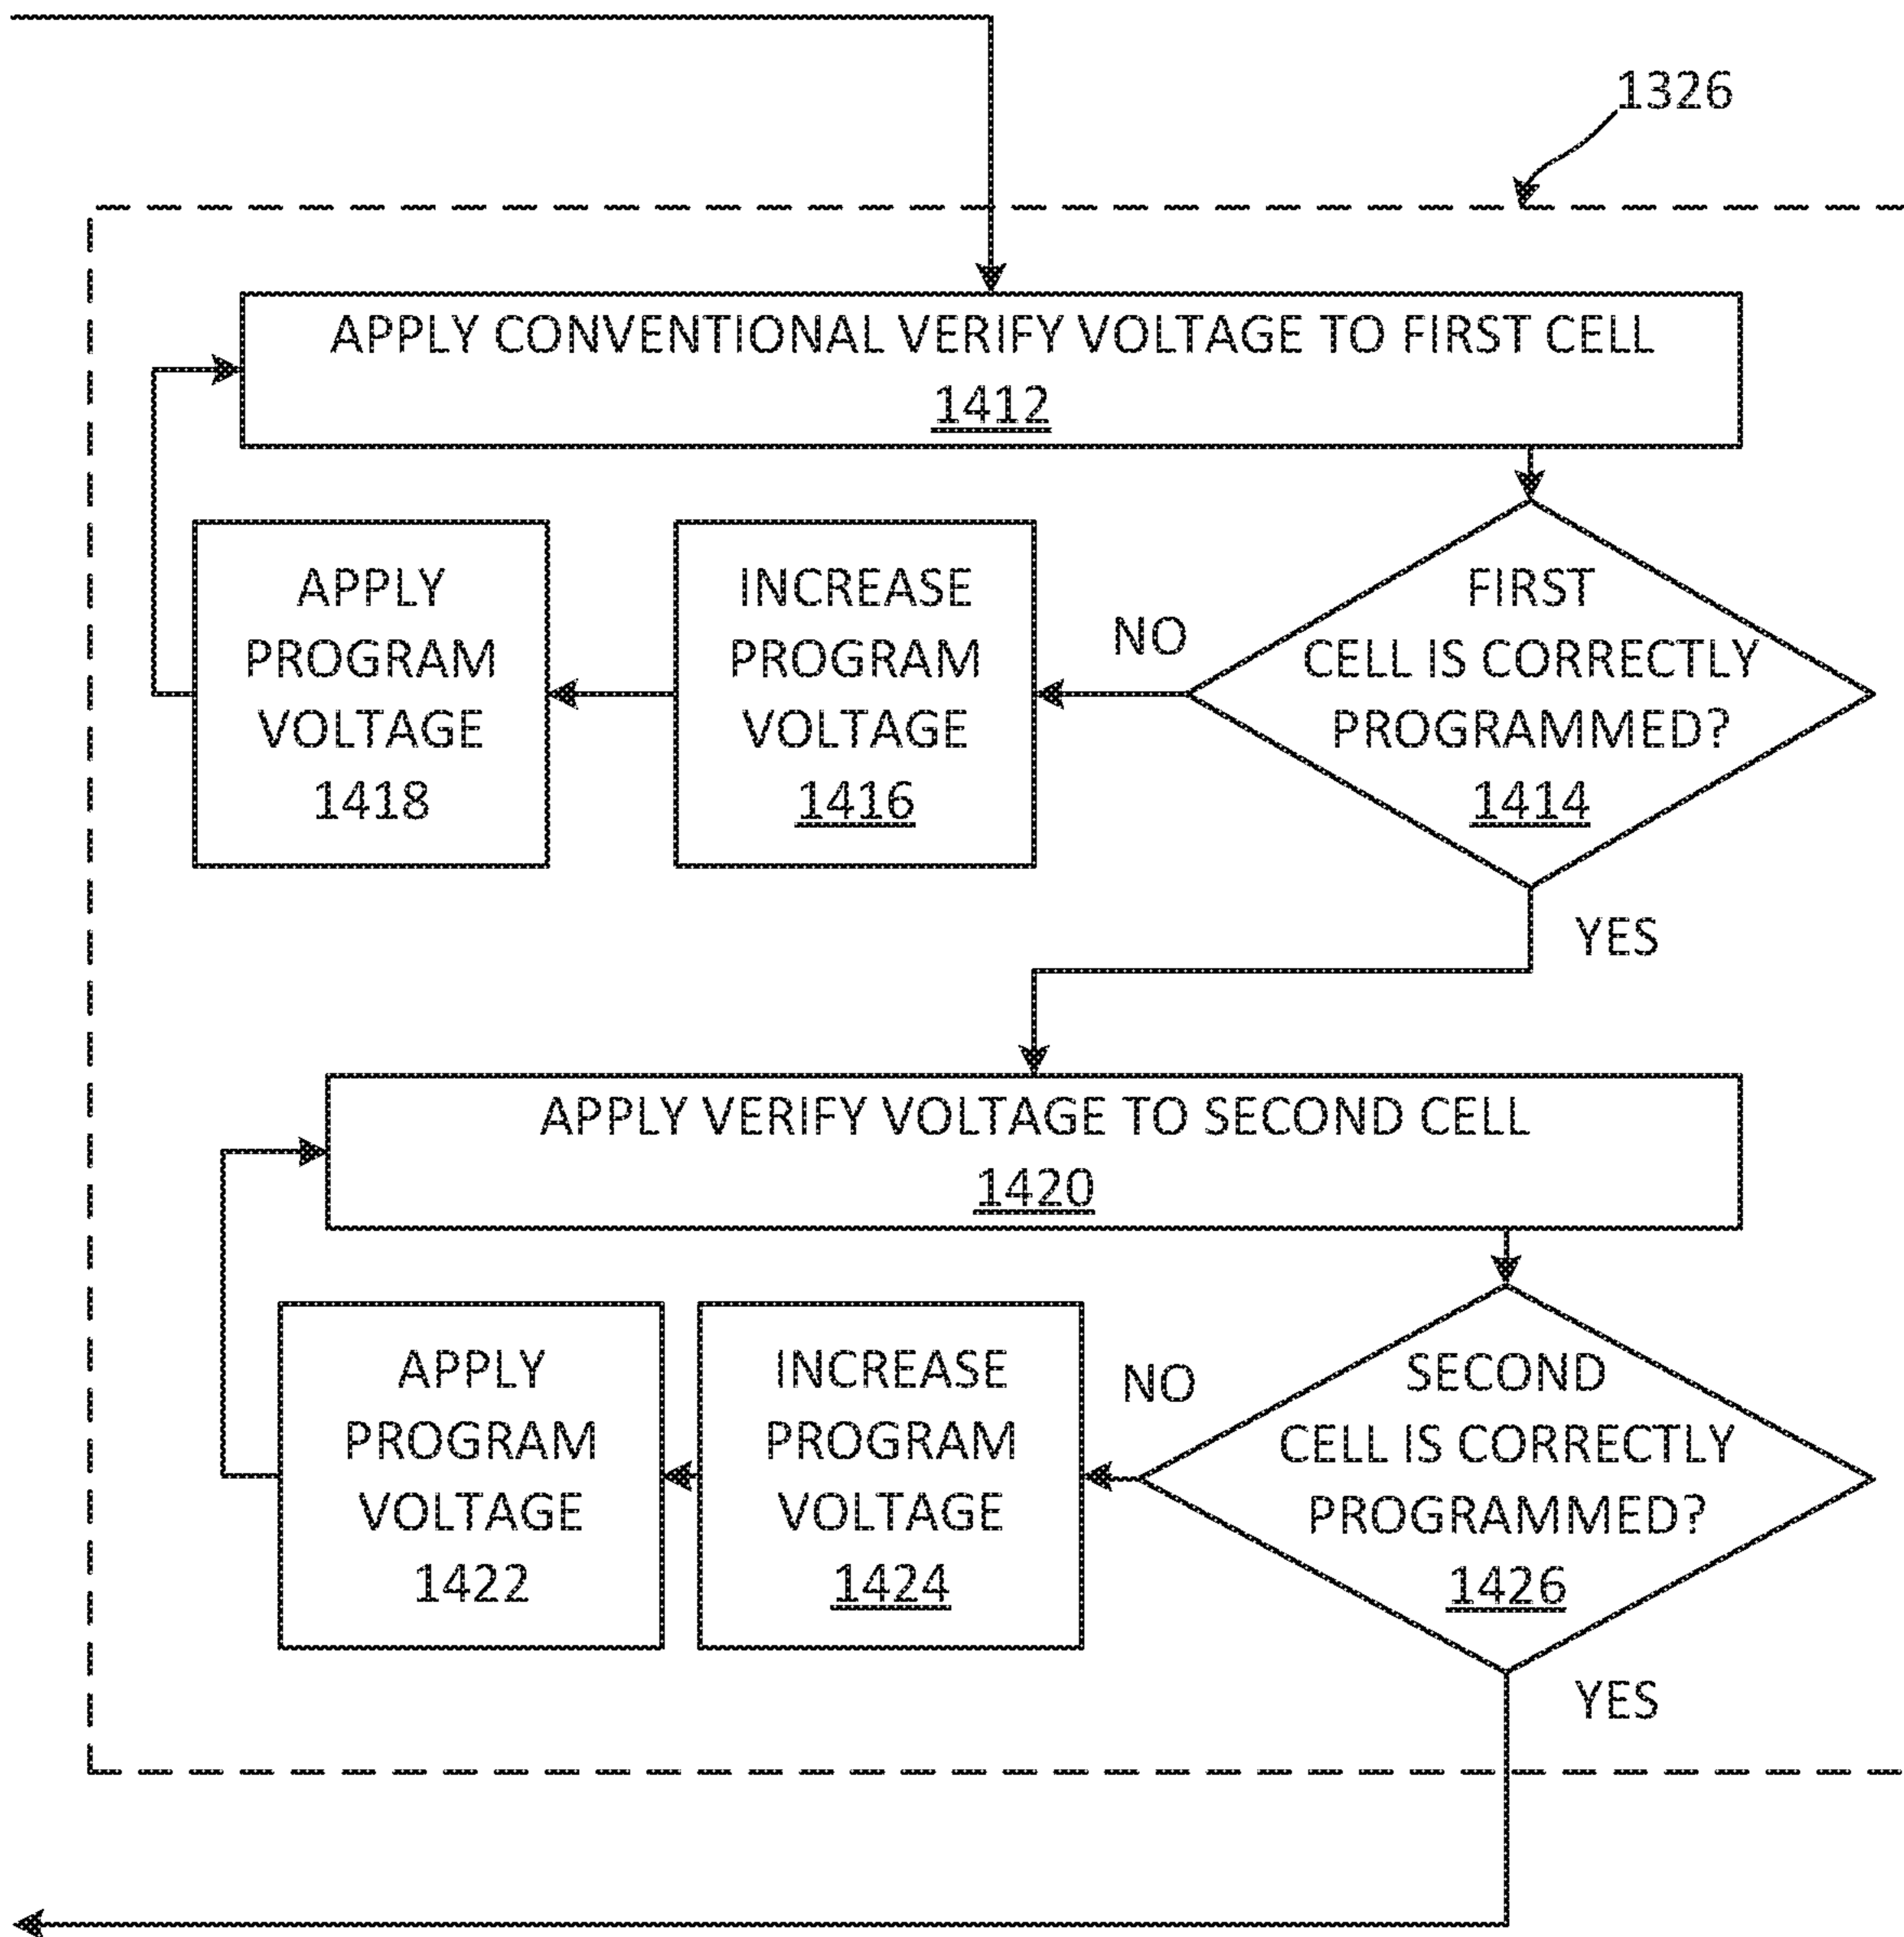 1326
APPLY CONVENTIONAL VERIFY VOLTAGE TO FIRST CELL
1412
APPLY
PROGRAM
VOLTAGE
1418
INCREASE
PROGRAM
VOLTAGE
1416
NO
FIRST
CELL IS CORRECTLY
PROGRAMMED?
1414
YES
APPLY VERIFY VOLTAGE TO SECOND CELL
1420
APPLY
PROGRAM
VOLTAGE
1422
INCREASE
PROGRAM
VOLTAGE
1424
NO
SECOND
CELL IS CORRECTLY
PROGRAMMED?
1426
YES